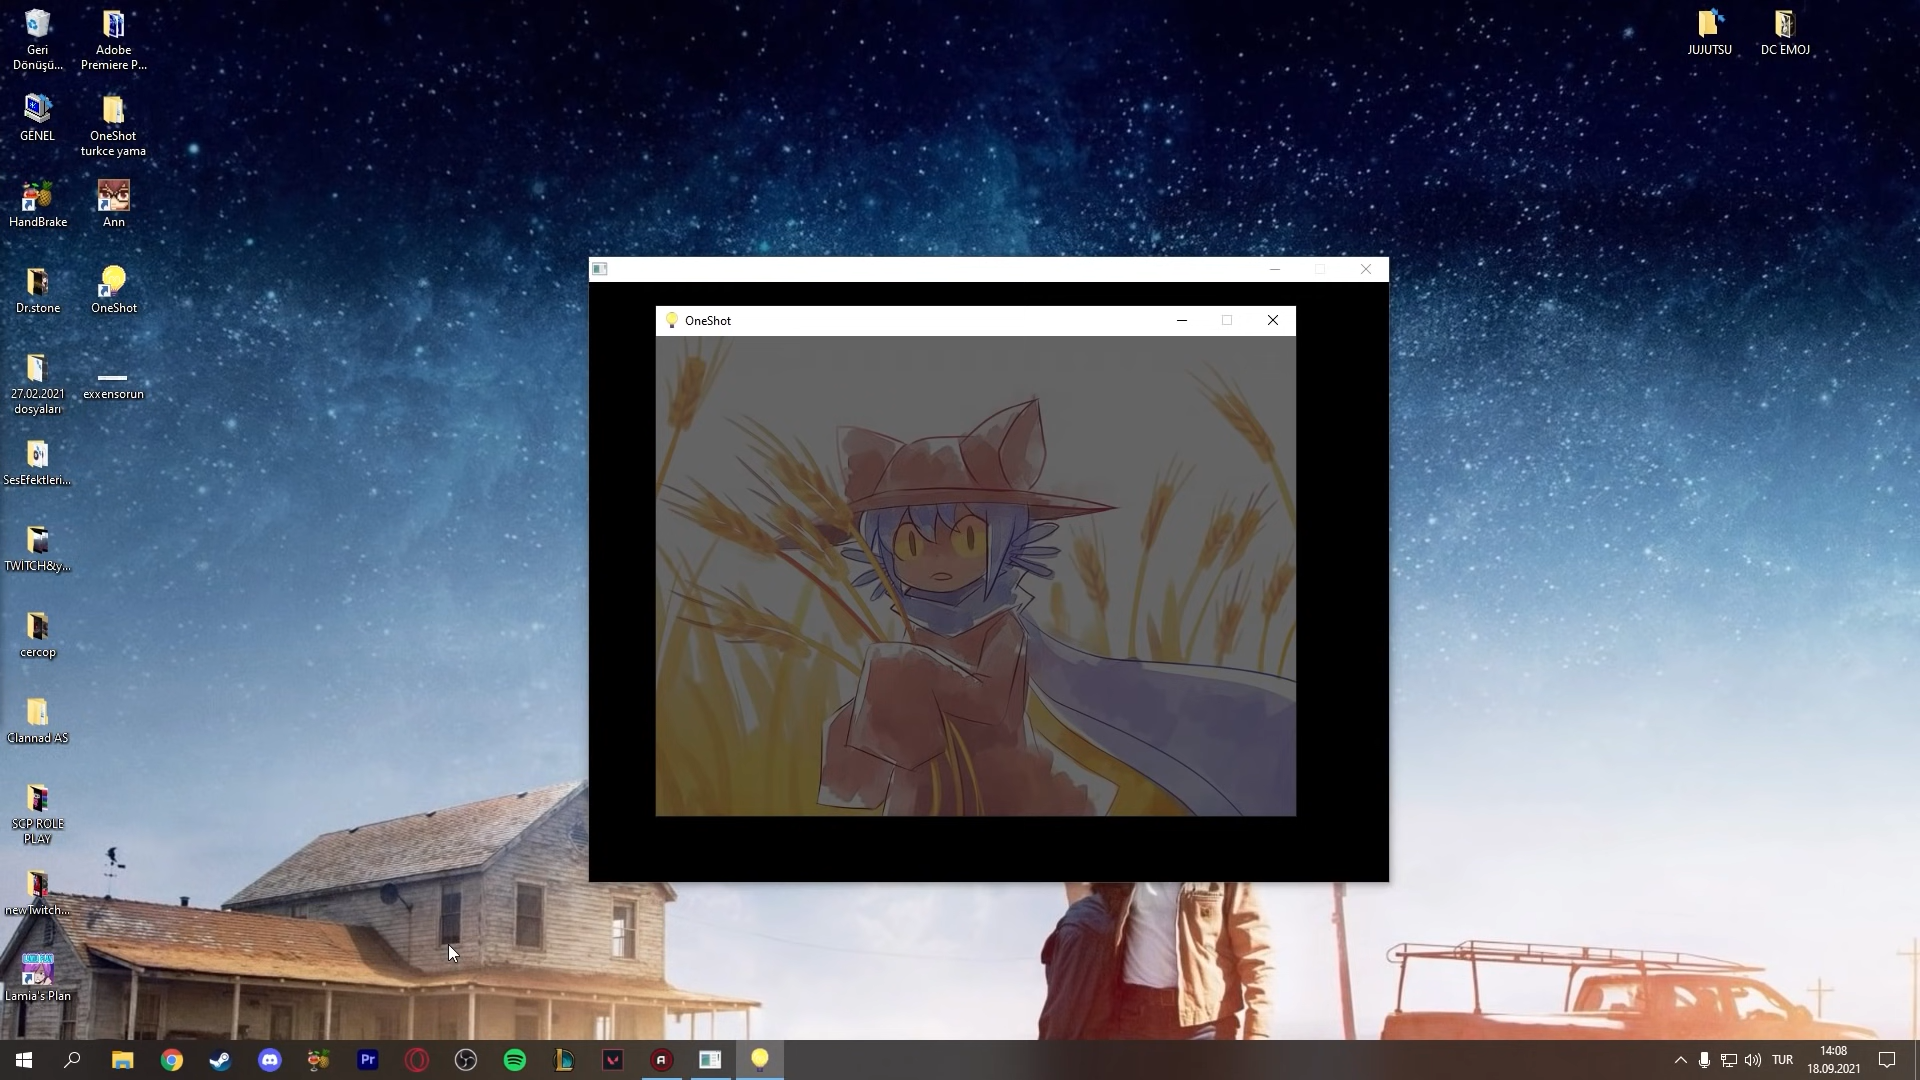 Geri
Dönüşü...
Adobe
Premiere P...
JUJUTSU
DC EMOJ
GENEL
OneShot
turkce yama
HandBrake
Ann
Dr.stone
OneShot
27.02.2021
dosyaları
exxensorun
SesEfektleri...
TWİTCH&y...
cercop
Clannad AS
SCP ROLE
PLAY
newTwitch...
Lamia's Plan
OneShot
Pr
TUR
14:08
18.09.2021